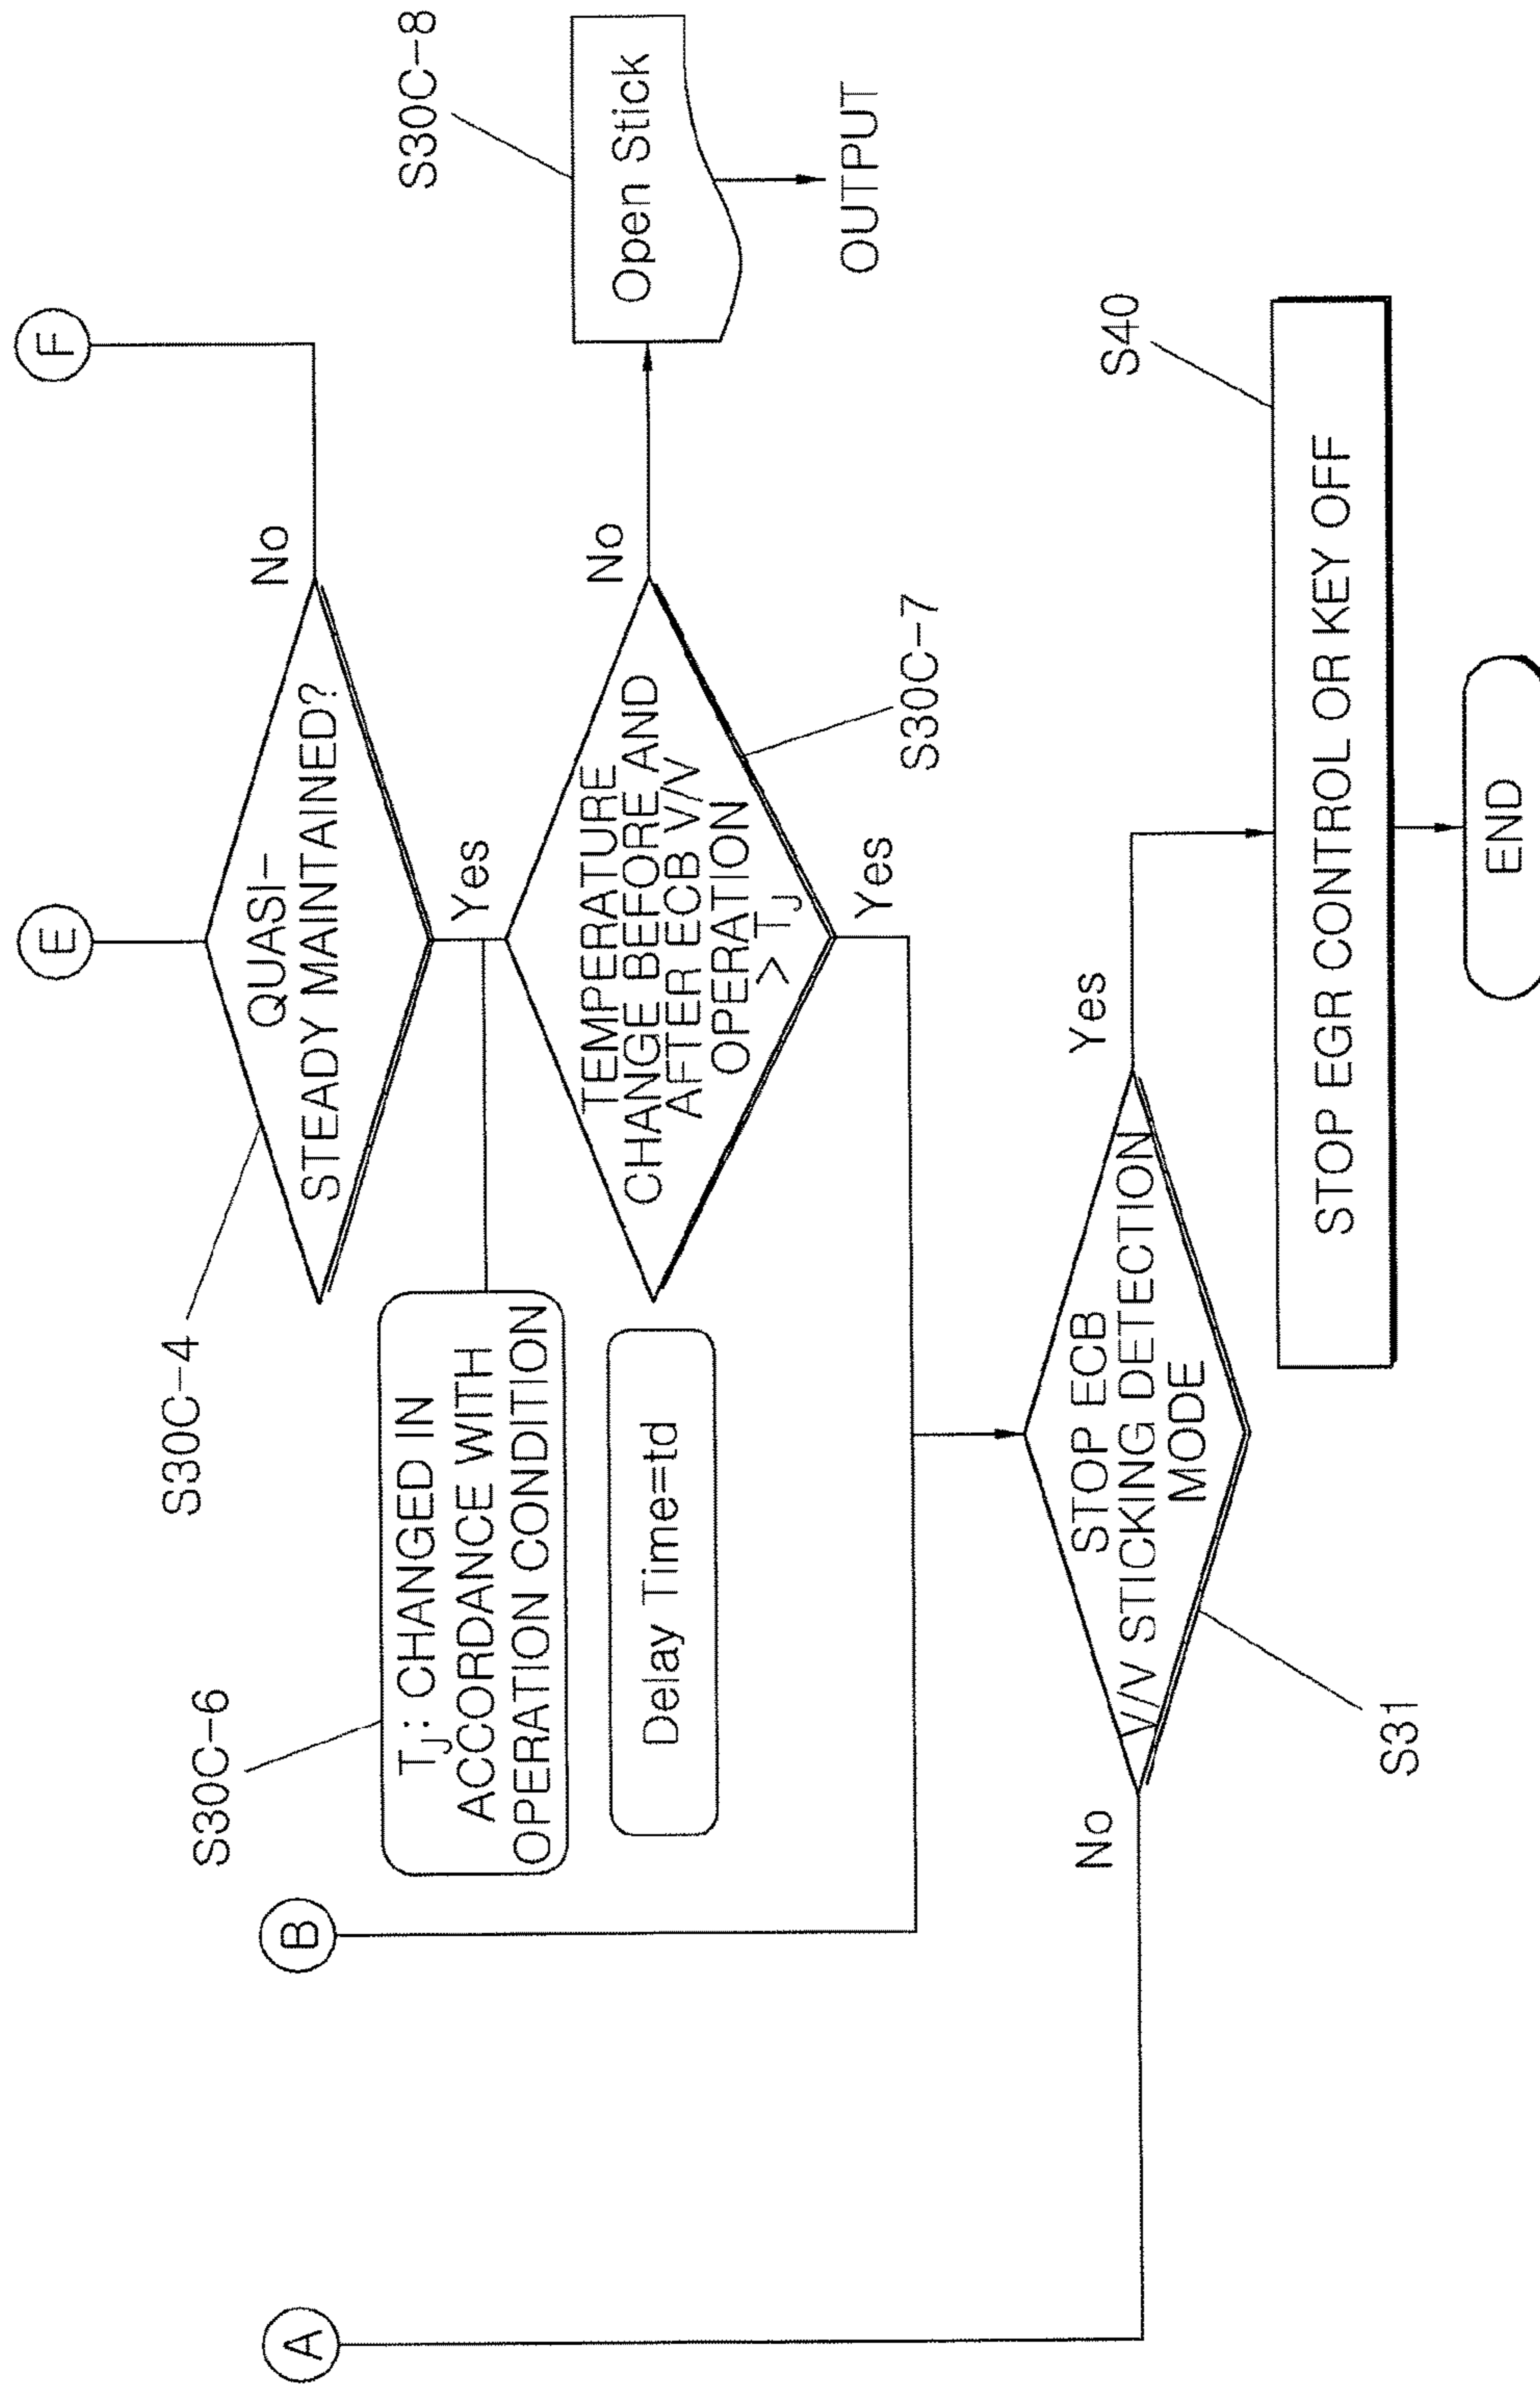 E
F
S30C-4
QUASI-
STEADY MAINTAINED?
No
Yes
S30C-6
TJ: CHANGED IN
ACCORDANCE WITH
OPERATION CONDITION
S30C-8
Open Stick
OUTPUT
TEMPERATURE
CHANGE BEFORE AND
AFTER ECB V/V
OPERATION
> TJ
No
Yes
S30C-7
Delay Time=td
B
A
STOP ECB
V/V STICKING DETECTION
MODE
No
Yes
S31
S40
STOP EGR CONTROL OR KEY OFF
END